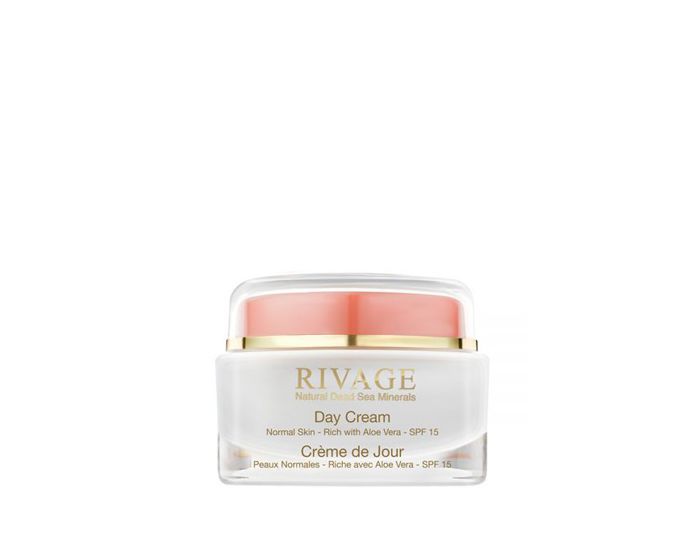 RIVAGE
Natural Dead Sea Minerals
Day Cream
Normal Skin - Rich with Aloe Vera - SPF 15
Crème de Jour
Peaux Normales - Riche avec Aloe Vera - SPF 15